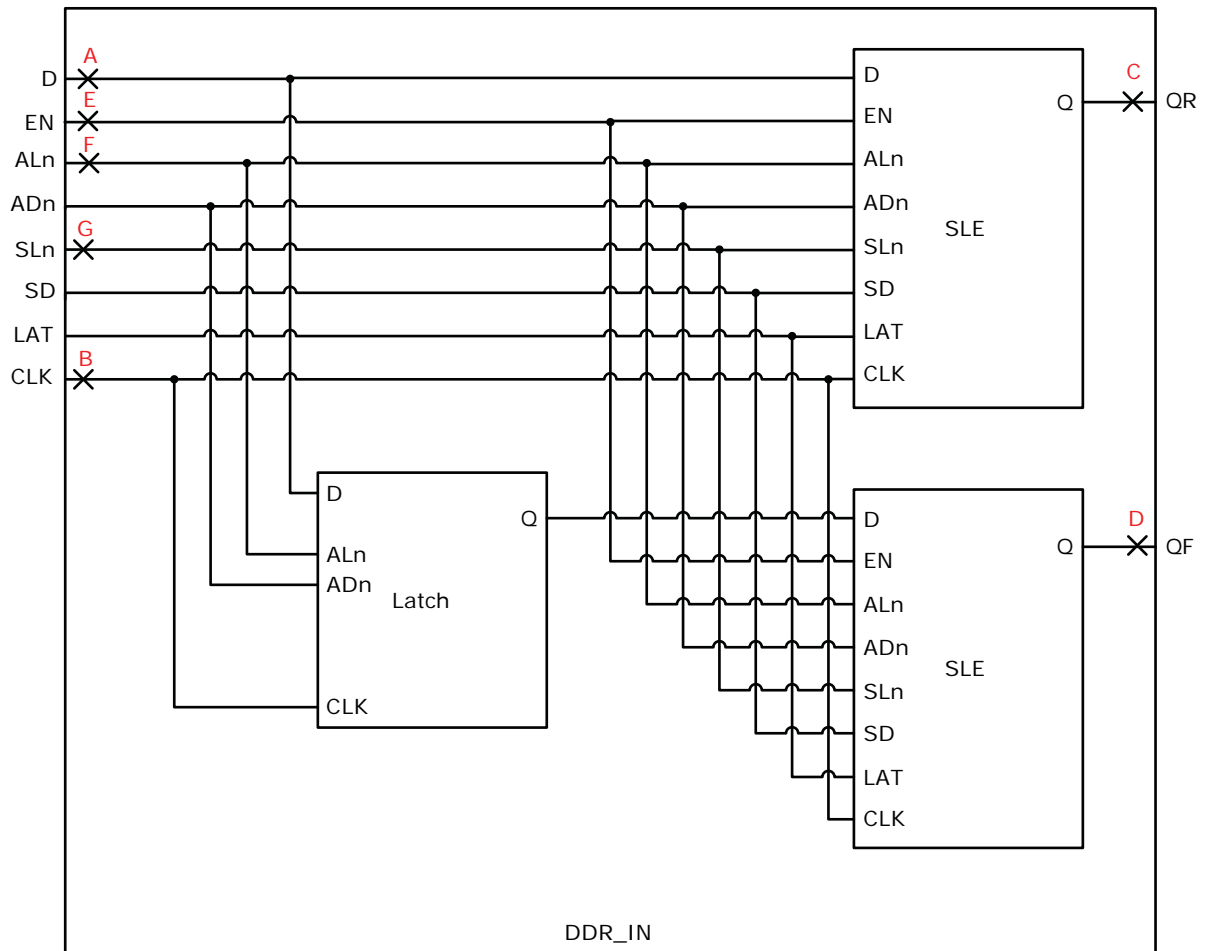 A
D
D
C
Q
QR
E
EN
EN
F
ALn
ALn
ADn
ADn
SLE
G
SLn
SLn
SD
SD
LAT
LAT
B
CLK
CLK
D
Q
ALn
ADn
Latch
CLK
D
D
Q
QF
EN
ALn
ADn
SLE
SLn
SD
LAT
CLK
DDR_IN